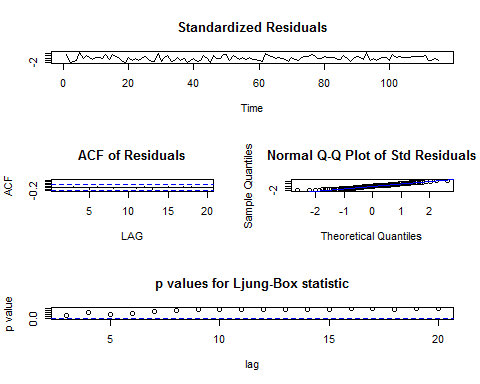 Standardized Residuals
-2
0 20 40 60 80 100
Time
ACF of Residuals
ACF
-0.2
5 10 15 20
LAG
Normal Q-Q Plot of Std Residuals
Sample Quantiles
-2
-2 -1 0 1 2
Theoretical Quantiles
p values for Ljung-Box statistic
p value
0.0
5 10 15 20
lag